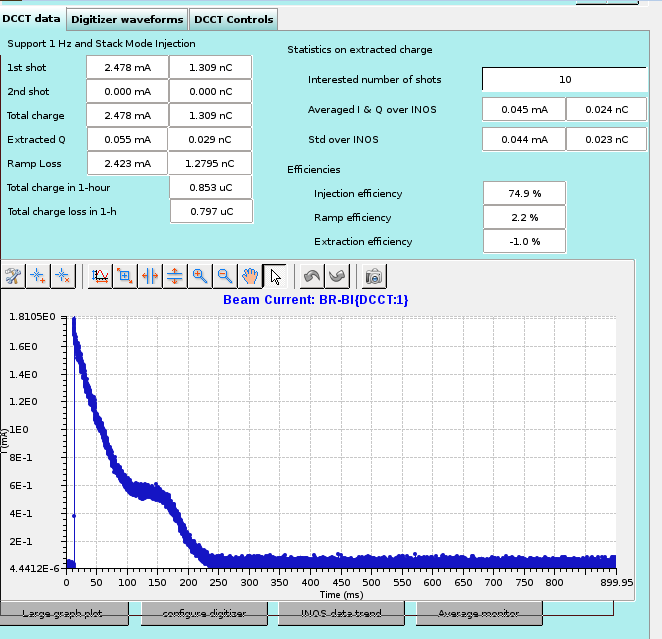 DCCT data Digitizer waveforms DCCT Controls
Support 1 Hz and Stack Mode Injection
1st shot 2.478 mA 1.309 nC
2nd shot 0.000 mA 0.000 nC
Total charge 2.478 mA 1.309 nC
Extracted Q 0.055 mA 0.029 nC
Ramp Loss 2.423 mA 1.2795 nC
Total charge in 1-hour 0.853 uC
Total charge loss in 1-h 0.797 uC
Statistics on extracted charge
Interested number of shots 10
Averaged I & Q over INOS 0.045 mA 0.024 nC
Std over INOS 0.044 mA 0.023 nC
Efficiencies
Injection efficiency 74.9 %
Ramp efficiency 2.2 %
Extraction efficiency -1.0 %
Beam Current: BR-BI{DCCT:1}
1.8105E0
1.6E0
1.4E0
1.2E0
1E0
8E-1
6E-1
4E-1
2E-1
4.4412E-6
I (mA)
0 50 100 150 200 250 300 350 400 450 500 550 600 650 700 750 800 899.95
Time (ms)
Large graph plot configure digitizer INOS data trend Average monitor